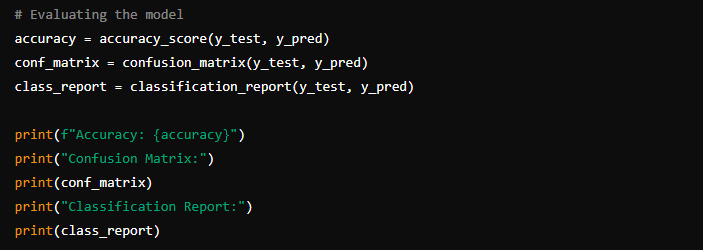 # Evaluating the model
accuracy = accuracy_score(y_test, y_pred)
conf_matrix = confusion_matrix(y_test, y_pred)
class_report = classification_report(y_test, y_pred)
print(f"Accuracy: {accuracy}")
print("Confusion Matrix:")
print(conf_matrix)
print("Classification Report:")
print(class_report)